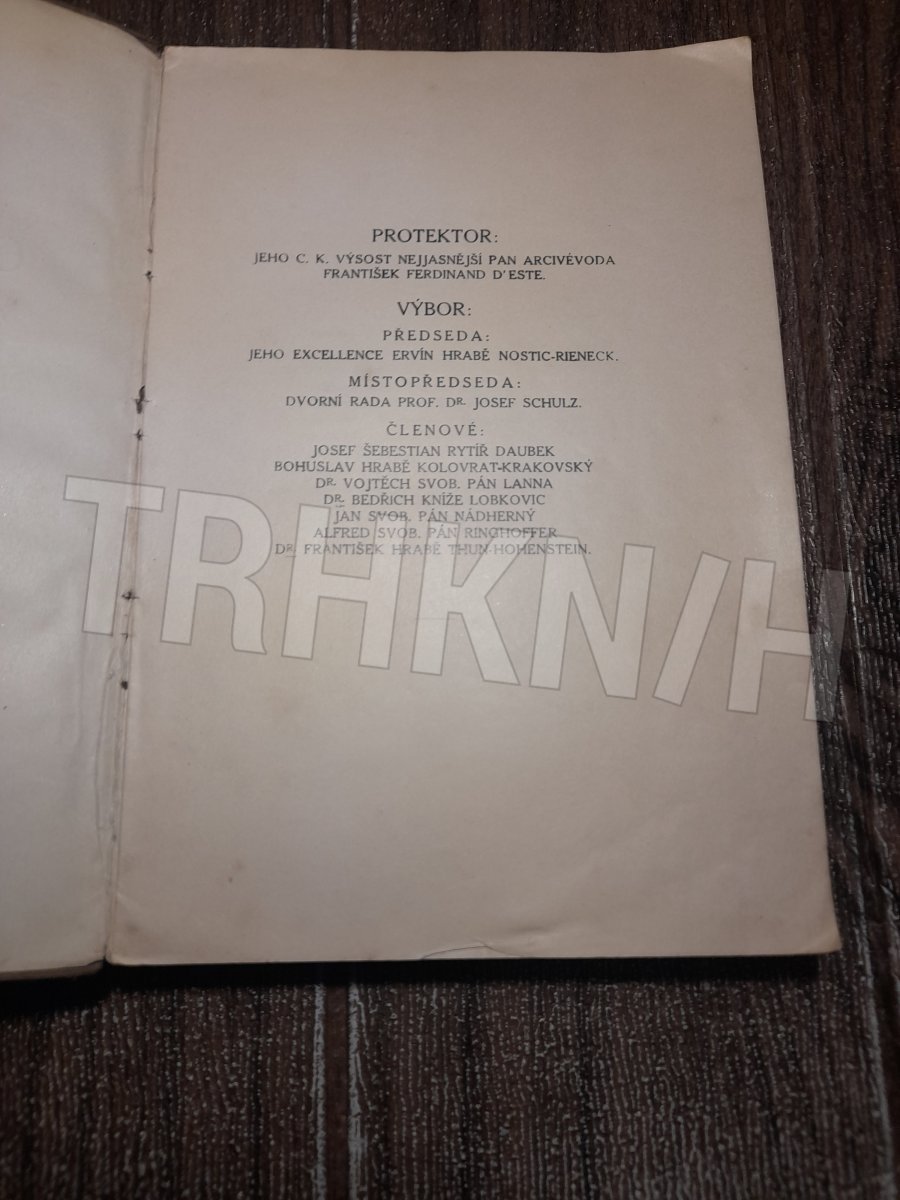 PROTEKTOR:
JEHO C. K. VÝSOST NEJJASNĚJŠÍ PAN ARCIVÉVODA
FRANTIŠEK FERDINAND D'ESTE.
VÝBOR:
PŘEDSEDA:
JEHO EXCELLENCE ERVÍN HRABĚ NOSTIC-RIENECK.
MÍSTOPŘEDSEDA:
DVORNÍ RADA PROF. DR. JOSEF SCHULZ.
ČLENOVÉ:
JOSEF ŠEBESTIAN RYTÍŘ DAUBEK
BOHUSLAV HRABĚ KOLOVRAT-KRAKOVSKÝ
DR. VOJTĚCH SVOB. PÁN LANNA
DR. BEDŘICH KNÍŽE LOBKOVIC
JAN SVOB. PÁN NÁDHERNÝ
ALFRED SVOB. PÁN RINGHOFFER
DR. FRANTIŠEK HRABĚ THUN-HOHENSTEIN.
TRHKNIH